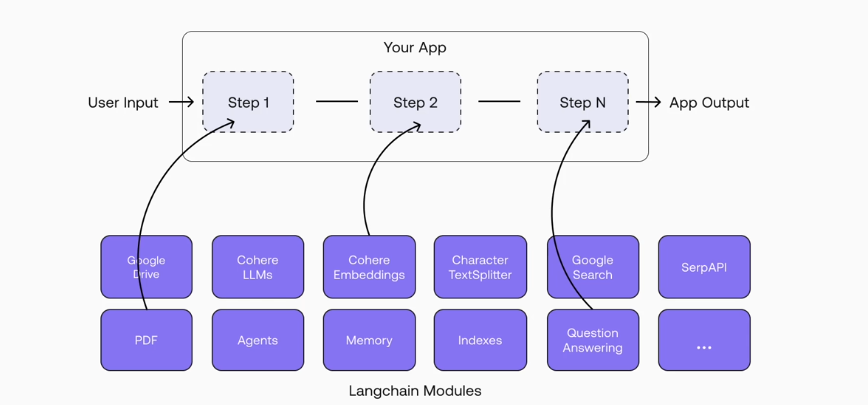 Your App
User Input
Step 1
Step 2
Step N
App Output
Google
Drive
Cohere
LLMs
Cohere
Embeddings
Character
TextSplitter
Google
Search
SerpAPI
PDF
Agents
Memory
Indexes
Question
Answering
...
Langchain Modules